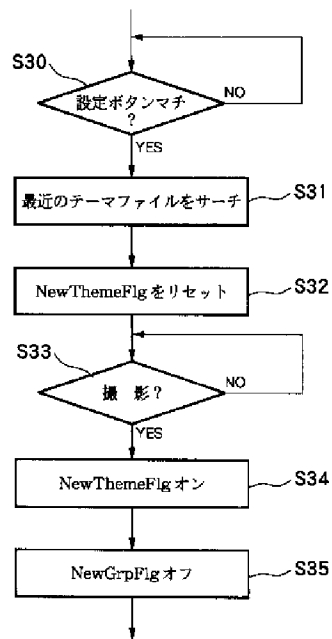 S30
設定ボタンマチ
?
NO
YES
最近のテーマファイルをサーチ
S31
NewThemeFlgをリセット
S32
S33
撮 影?
NO
YES
NewThemeFlgオン
S34
NewGrpFlgオフ
S35